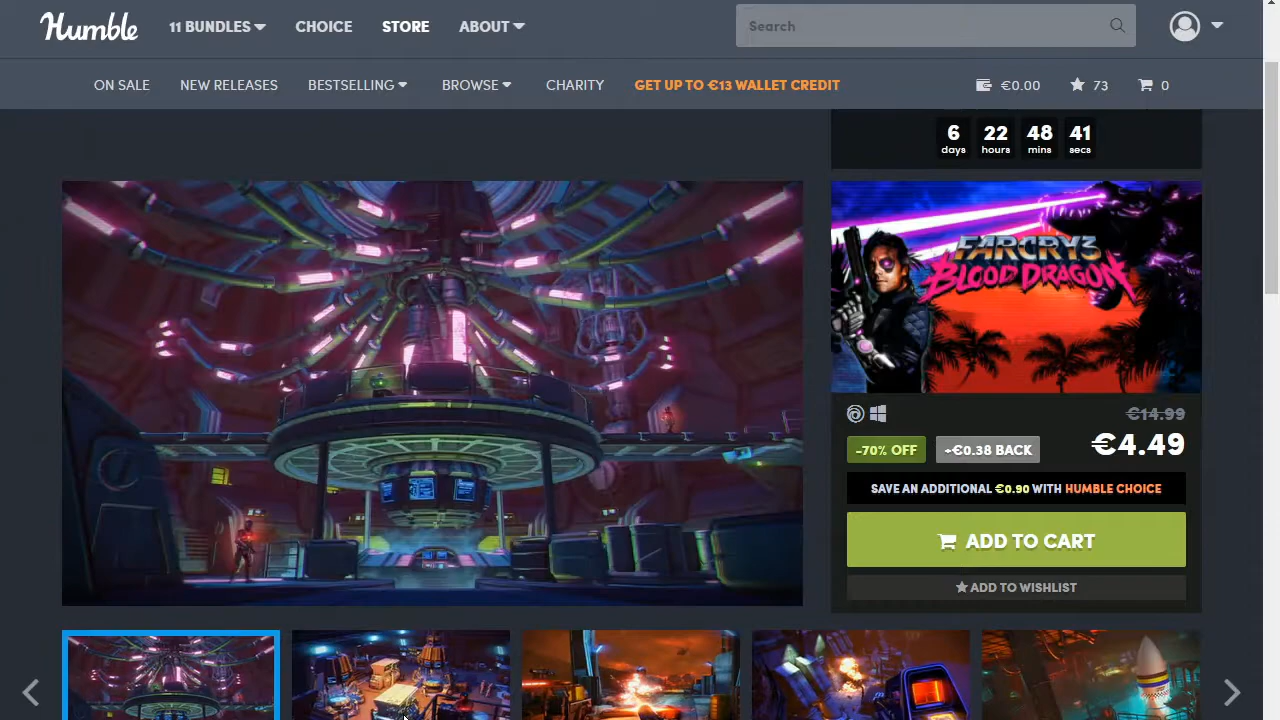 Humble 11 BUNDLES CHOICE STORE ABOUT Search
ON SALE NEW RELEASES BESTSELLING BROWSE CHARITY GET UP TO €13 WALLET CREDIT €0.00 73 0
6 22 48 41
days hours mins secs
FARCRY3
BLOOD DRAGON
€14.99
-70% OFF +€0.38 BACK €4.49
SAVE AN ADDITIONAL €0.90 WITH HUMBLE CHOICE
ADD TO CART
ADD TO WISHLIST